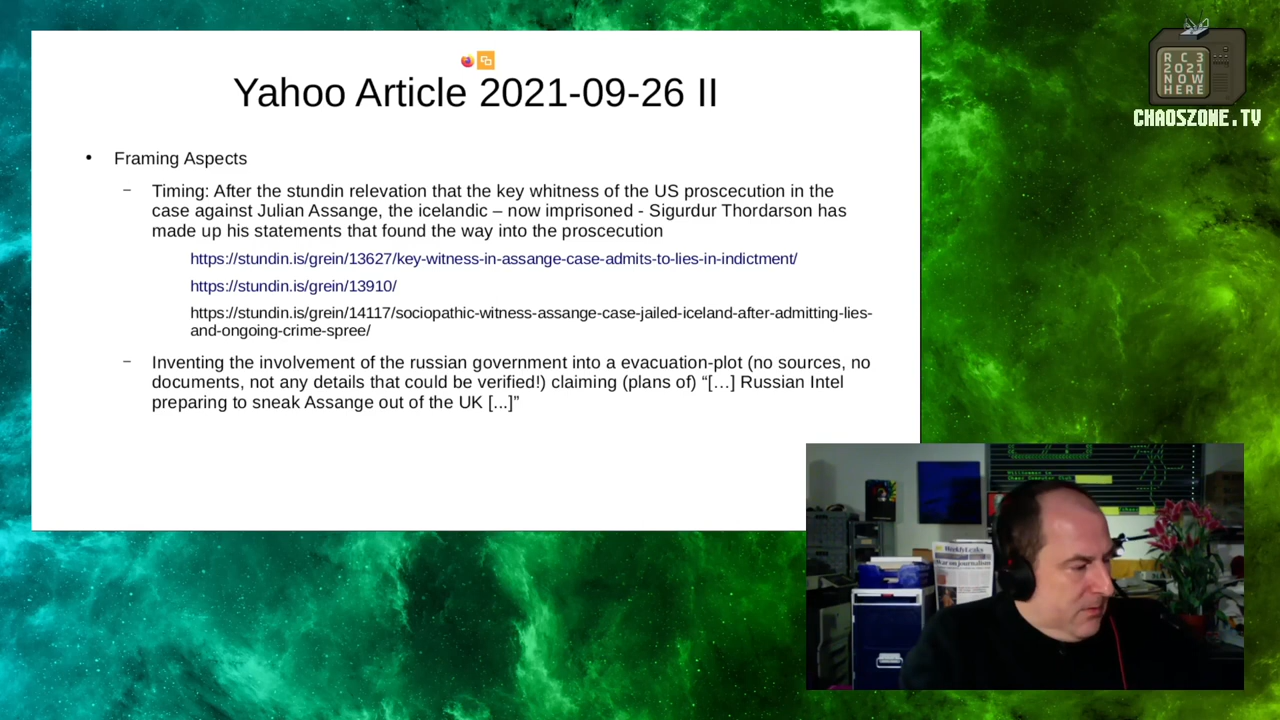 Yahoo Article 2021-09-26 II
• Framing Aspects
– Timing: After the stundin relevation that the key whitness of the US proscecution in the
case against Julian Assange, the icelandic – now imprisoned - Sigurdur Thordarson has
made up his statements that found the way into the proscecution
https://stundin.is/grein/13627/key-witness-in-assange-case-admits-to-lies-in-indictment/
https://stundin.is/grein/13910/
https://stundin.is/grein/14117/sociopathic-witness-assange-case-jailed-iceland-after-admitting-lies-
and-ongoing-crime-spree/
– Inventing the involvement of the russian government into a evacuation-plot (no sources, no
documents, not any details that could be verified!) claiming (plans of) “[…] Russian Intel
preparing to sneak Assange out of the UK [...]”
RC3
2021
NOW
HERE
CHAOSZONE.TV
War on journalism